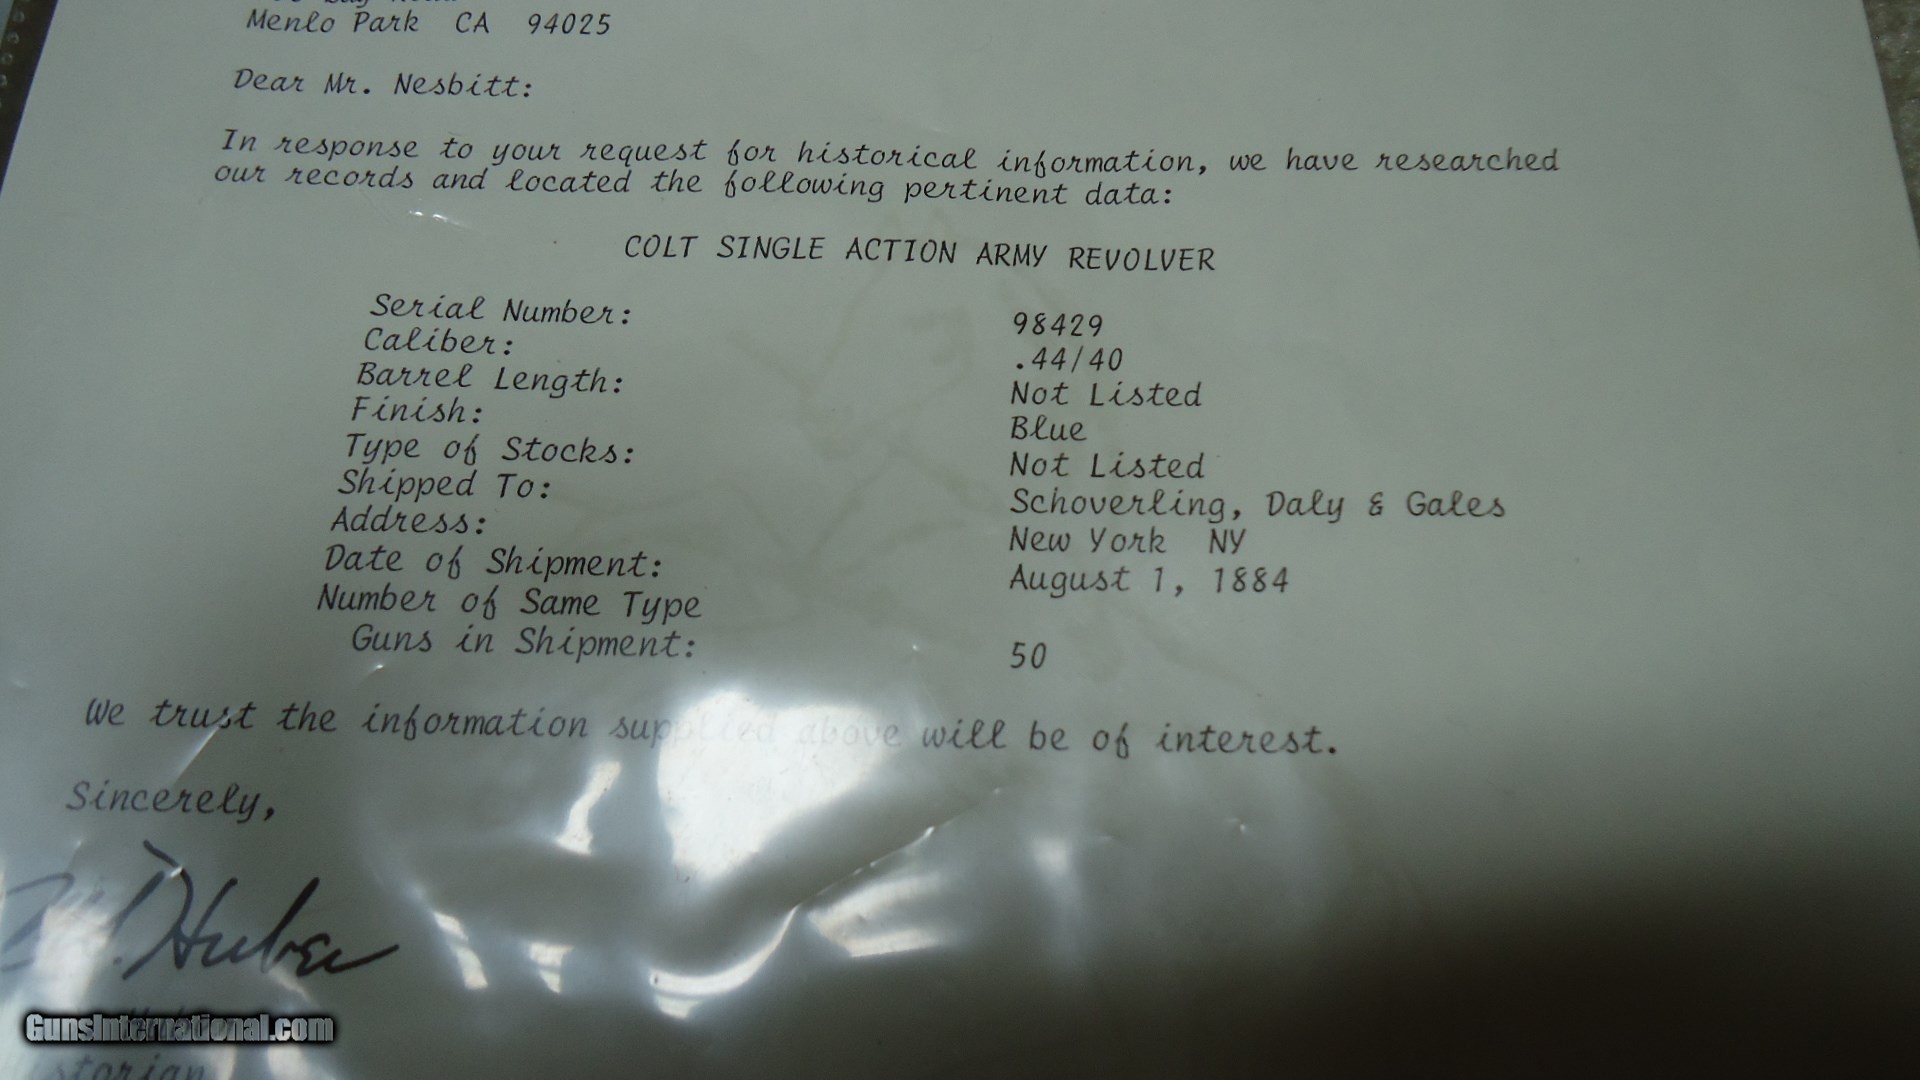 Menlo Park CA 94025
Dear Mr. Nesbitt:
In response to your request for historical information, we have researched
our records and located the following pertinent data:
COLT SINGLE ACTION ARMY REVOLVER
Serial Number: 98429
Caliber: .44/40
Barrel Length: Not Listed
Finish: Blue
Type of Stocks: Not Listed
Shipped To: Schoverling, Daly & Gales
Address: New York NY
Date of Shipment: August 1, 1884
Number of Same Type
Guns in Shipment: 50
We trust the information supplied above will be of interest.
Sincerely,
Huber
GunsInternational.com